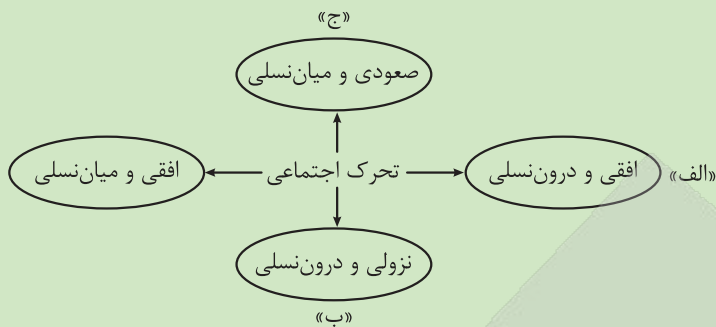 «ج»
صعودی و میان‌نسلی
«الف» افقی و درون‌نسلی تحرک اجتماعی افقی و میان‌نسلی
نزولی و درون‌نسلی
«ب»